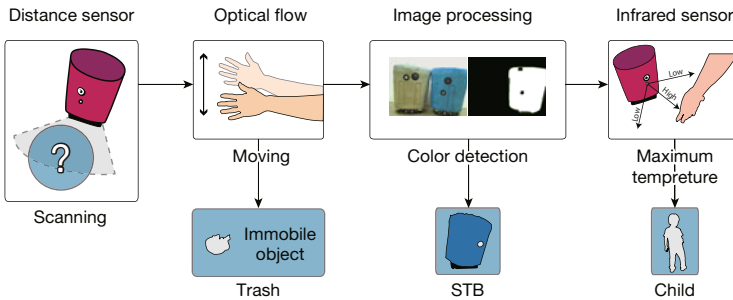 Distance sensor
Optical flow
Image processing
Infrared sensor
?
Low
High
Low
Scanning
Moving
Color detection
Maximum
tempreture
Immobile
object
Trash
STB
Child